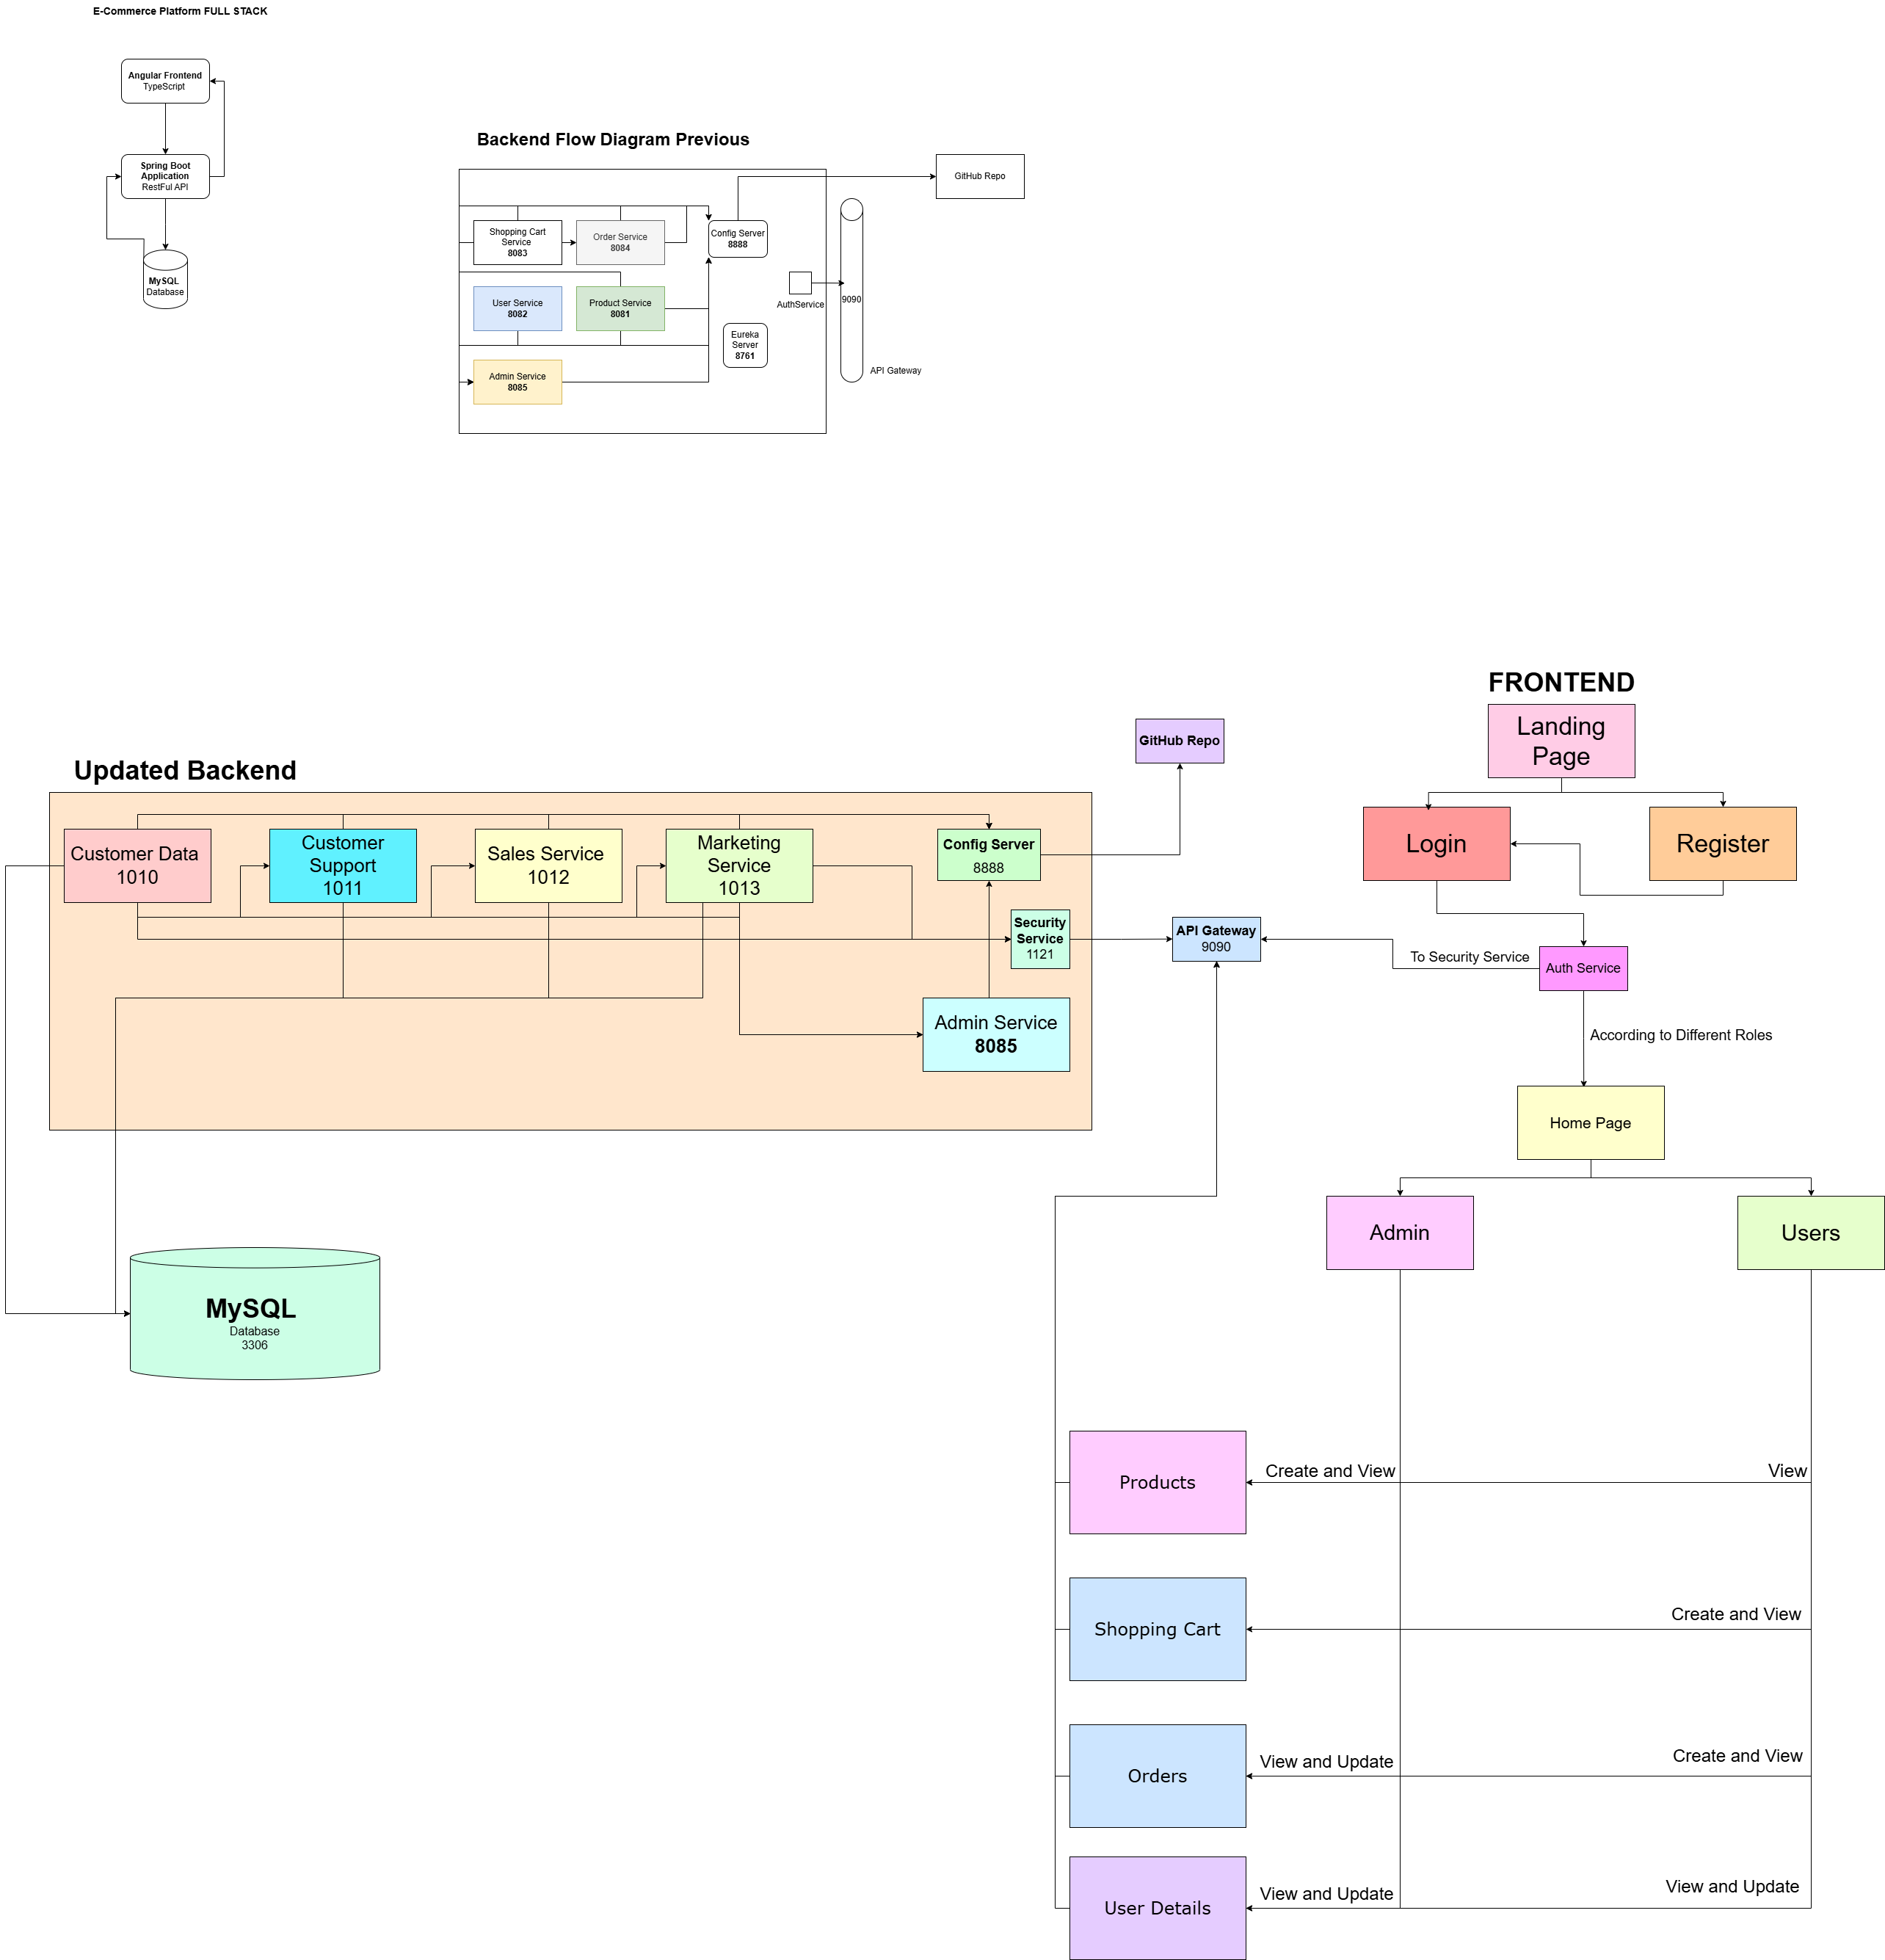 E-Commerce Platform FULL STACK
Angular Frontend
TypeScript
Spring Boot
Application
RestFul API
MySQL
Database
Backend Flow Diagram Previous
GitHub Repo
Shopping Cart
Service
8083
Order Service
8084
Config Server
8888
User Service
8082
Product Service
8081
AuthService
9090
Eureka
Server
8761
API Gateway
Admin Service
8085
Updated Backend
GitHub Repo
Customer Data
1010
Customer
Support
1011
Sales Service
1012
Marketing
Service
1013
Config Server
8888
Security
Service
1121
API Gateway
9090
Admin Service
8085
MySQL
Database
3306
FRONTEND
Landing
Page
Login
Register
To Security Service
Auth Service
According to Different Roles
Home Page
Admin
Users
Products
Create and View
View
Shopping Cart
Create and View
Orders
View and Update
Create and View
User Details
View and Update
View and Update